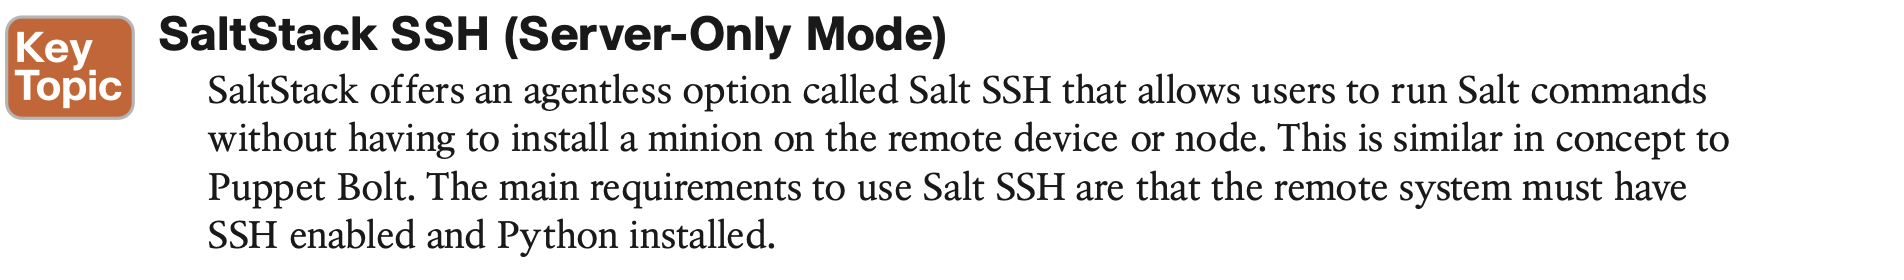 Key
Topic
SaltStack SSH (Server-Only Mode)
SaltStack offers an agentless option called Salt SSH that allows users to run Salt commands
without having to install a minion on the remote device or node. This is similar in concept to
Puppet Bolt. The main requirements to use Salt SSH are that the remote system must have
SSH enabled and Python installed.